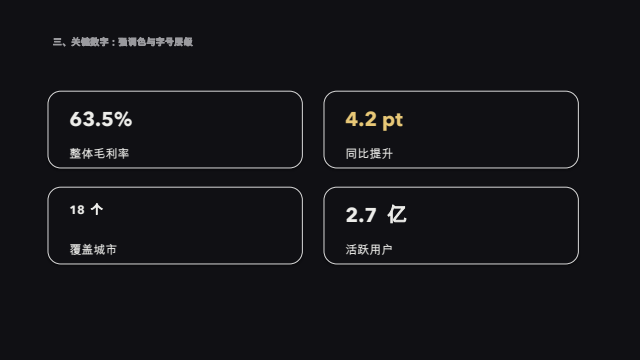 三、关键数字：强调色与字号层级
63.5%
整体毛利率
4.2 pt
同比提升
18 个
覆盖城市
2.7 亿
活跃用户